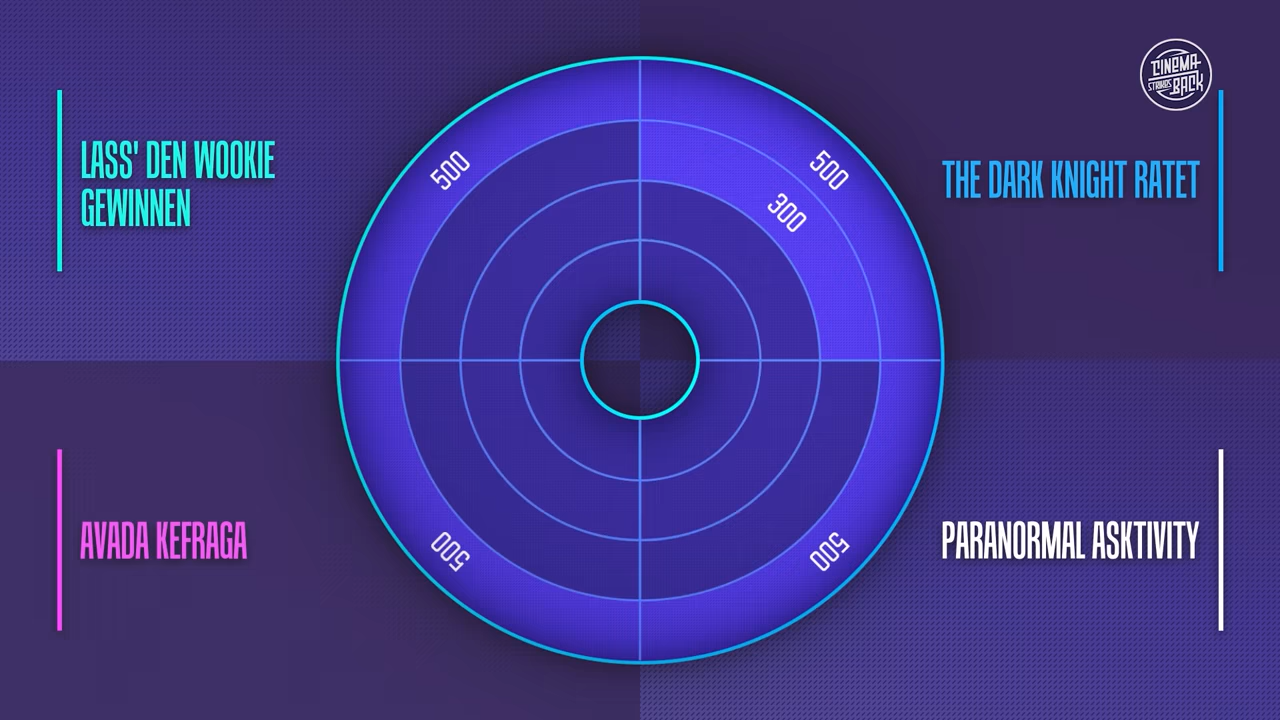 CINEMA
STRIKES
BACK
LASS' DEN WOOKIE
GEWINNEN
THE DARK KNIGHT RATET
500
500
300
AVADA KEFRAGA
PARANORMAL ASKTIVITY
500
500